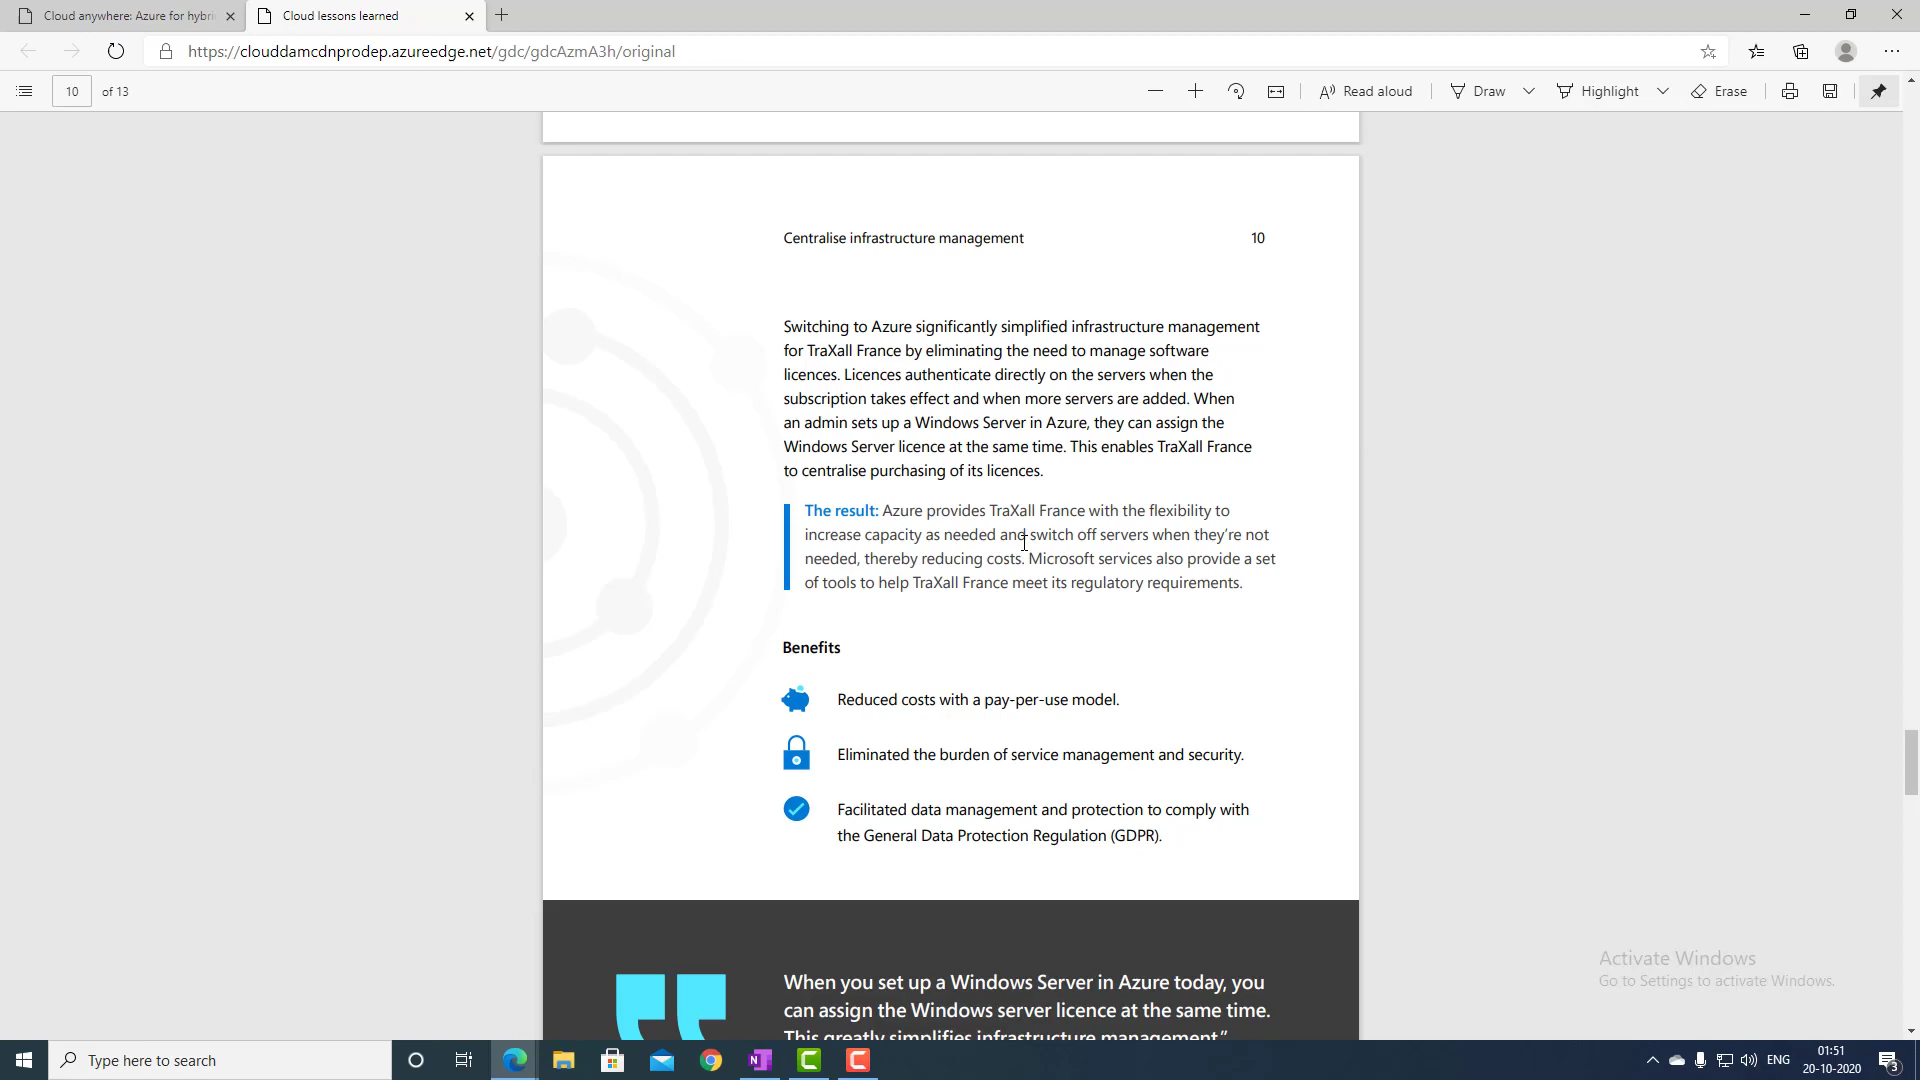 Cloud anywhere: Azure for hybri
Cloud lessons learned
https://clouddamcdnprodep.azureedge.net/gdc/gdcAzmA3h/original
10 of 13
Read aloud
Draw
Highlight
Erase
Centralise infrastructure management 10
Switching to Azure significantly simplified infrastructure management
for TraXall France by eliminating the need to manage software
licences. Licences authenticate directly on the servers when the
subscription takes effect and when more servers are added. When
an admin sets up a Windows Server in Azure, they can assign the
Windows Server licence at the same time. This enables TraXall France
to centralise purchasing of its licences.
The result: Azure provides TraXall France with the flexibility to
increase capacity as needed and switch off servers when they’re not
needed, thereby reducing costs. Microsoft services also provide a set
of tools to help TraXall France meet its regulatory requirements.
Benefits
Reduced costs with a pay-per-use model.
Eliminated the burden of service management and security.
Facilitated data management and protection to comply with
the General Data Protection Regulation (GDPR).
When you set up a Windows Server in Azure today, you
can assign the Windows server licence at the same time.
This greatly simplifies infrastructure management.”
Activate Windows
Go to Settings to activate Windows.
Type here to search
ENG
01:51
20-10-2020
3